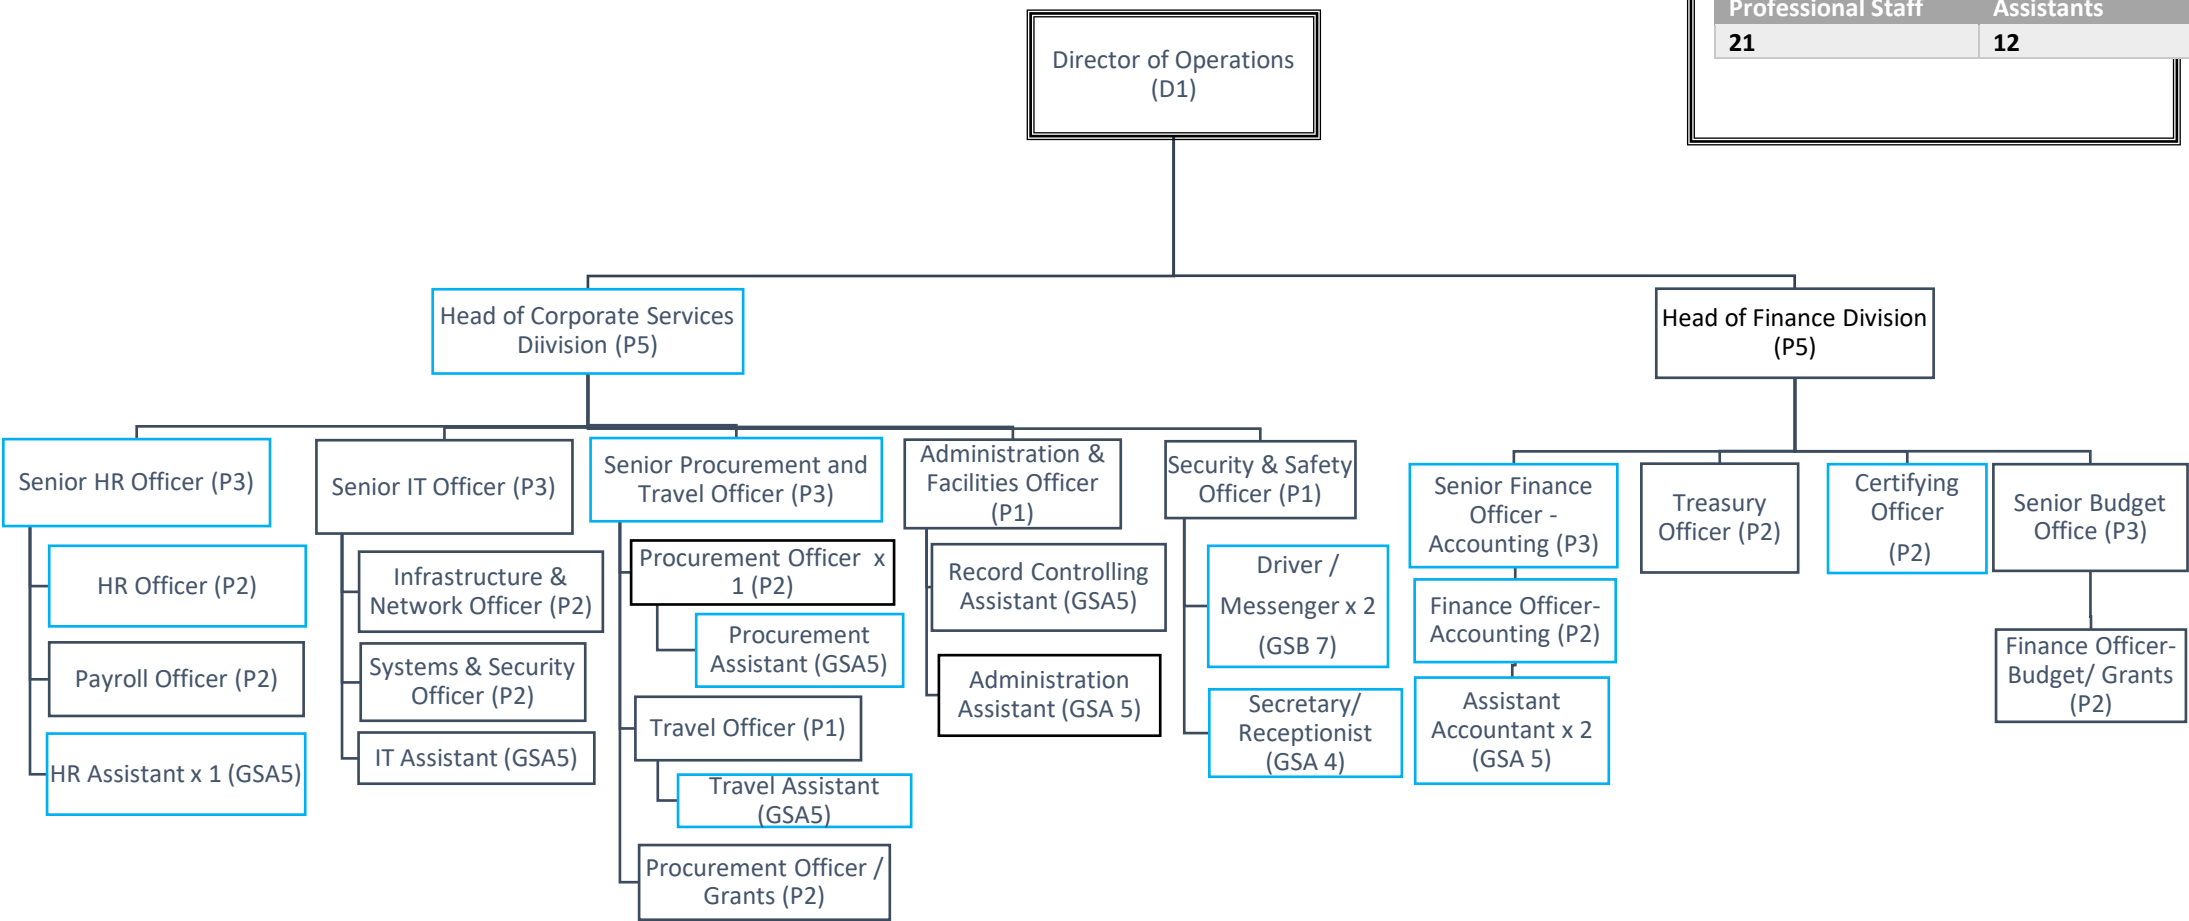 Professional Staff Assistants
21 12
Director of Operations
(D1)
Head of Corporate Services
Diivision (P5)
Head of Finance Division
(P5)
Senior HR Officer (P3)
HR Officer (P2)
Payroll Officer (P2)
HR Assistant x 1 (GSA5)
Senior IT Officer (P3)
Infrastructure &
Network Officer (P2)
Systems & Security
Officer (P2)
IT Assistant (GSA5)
Senior Procurement and
Travel Officer (P3)
Procurement Officer x
1 (P2)
Procurement
Assistant (GSA5)
Travel Officer (P1)
Travel Assistant
(GSA5)
Procurement Officer /
Grants (P2)
Administration &
Facilities Officer
(P1)
Record Controlling
Assistant (GSA5)
Administration
Assistant (GSA 5)
Security & Safety
Officer (P1)
Driver /
Messenger x 2
(GSB 7)
Secretary/
Receptionist
(GSA 4)
Senior Finance
Officer -
Accounting (P3)
Finance Officer-
Accounting (P2)
Assistant
Accountant x 2
(GSA 5)
Treasury
Officer (P2)
Certifying
Officer
(P2)
Senior Budget
Office (P3)
Finance Officer-
Budget/ Grants
(P2)